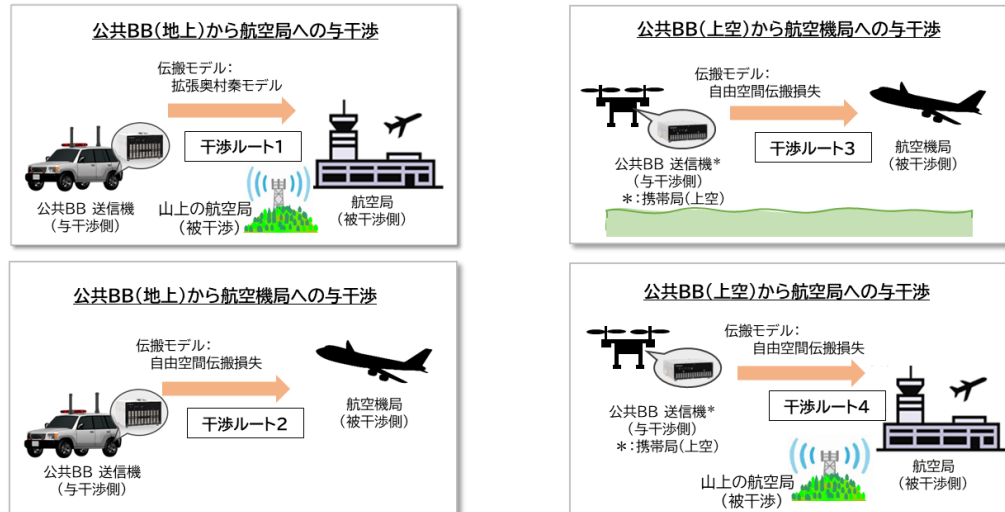 公共BB(地上)から航空局への与干渉
伝搬モデル:
拡張奥村秦モデル
干渉ルート1
公共BB 送信機
(与干渉側)
山上の航空局
(被干渉)
航空局
(被干渉側)
公共BB(上空)から航空機局への与干渉
伝搬モデル:
自由空間伝搬損失
干渉ルート3
公共BB 送信機*
(与干渉側)
*:携帯局(上空)
航空機局
(被干渉側)
公共BB(地上)から航空機局への与干渉
伝搬モデル:
自由空間伝搬損失
干渉ルート2
公共BB 送信機
(与干渉側)
航空機局
(被干渉側)
公共BB(上空)から航空局への与干渉
伝搬モデル:
自由空間伝搬損失
干渉ルート4
公共BB 送信機*
(与干渉側)
*:携帯局(上空)
山上の航空局
(被干渉)
航空局
(被干渉側)